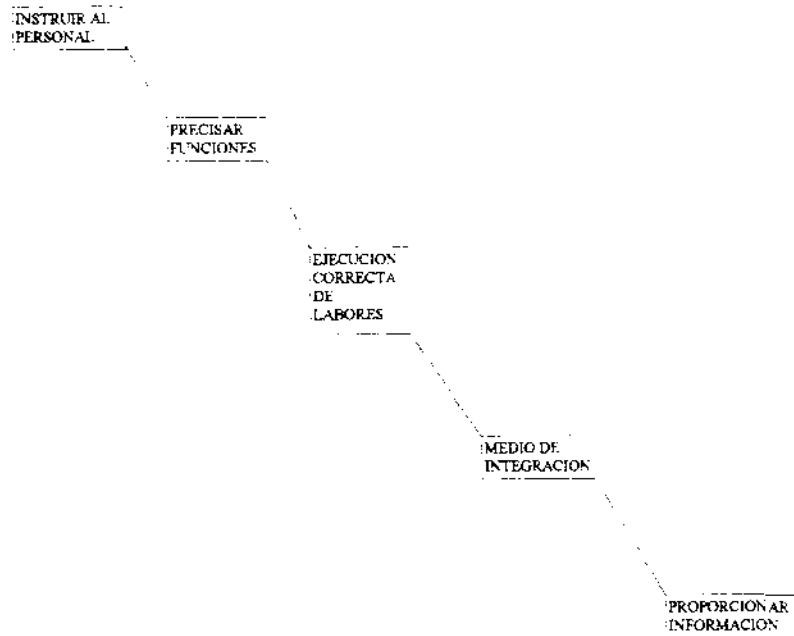 INSTRUIR AL
PERSONAL
PRECISAR
FUNCIONES
EJECUCION
CORRECTA
DE
LABORES
MEDIO DE
INTEGRACION
PROPORCIONAR
INFORMACION